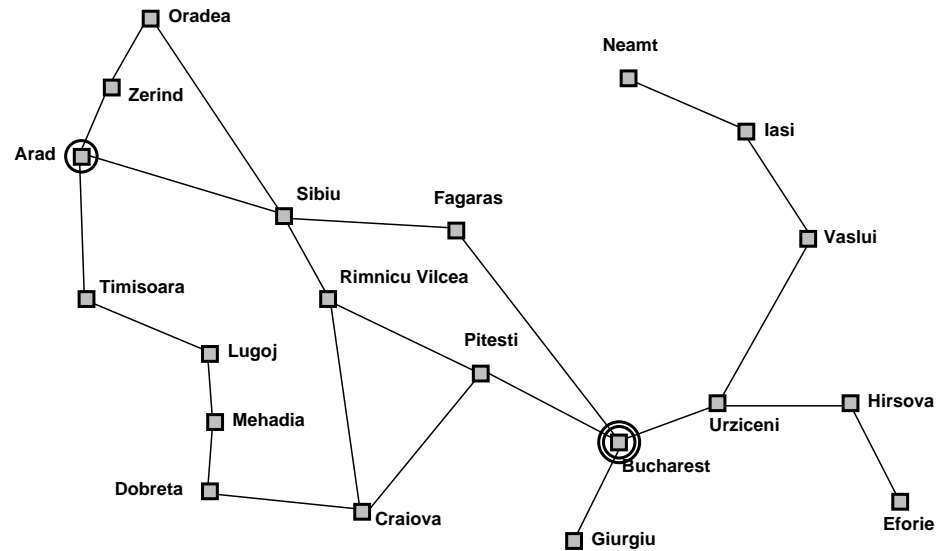 Oradea
Neamt
Zerind
Iasi
Arad
Sibiu
Fagaras
Vaslui
Rimnicu Vilcea
Timisoara
Pitesti
Lugoj
Hirsova
Mehadia
Urziceni
Bucharest
Dobreta
Craiova
Eforie
Giurgiu